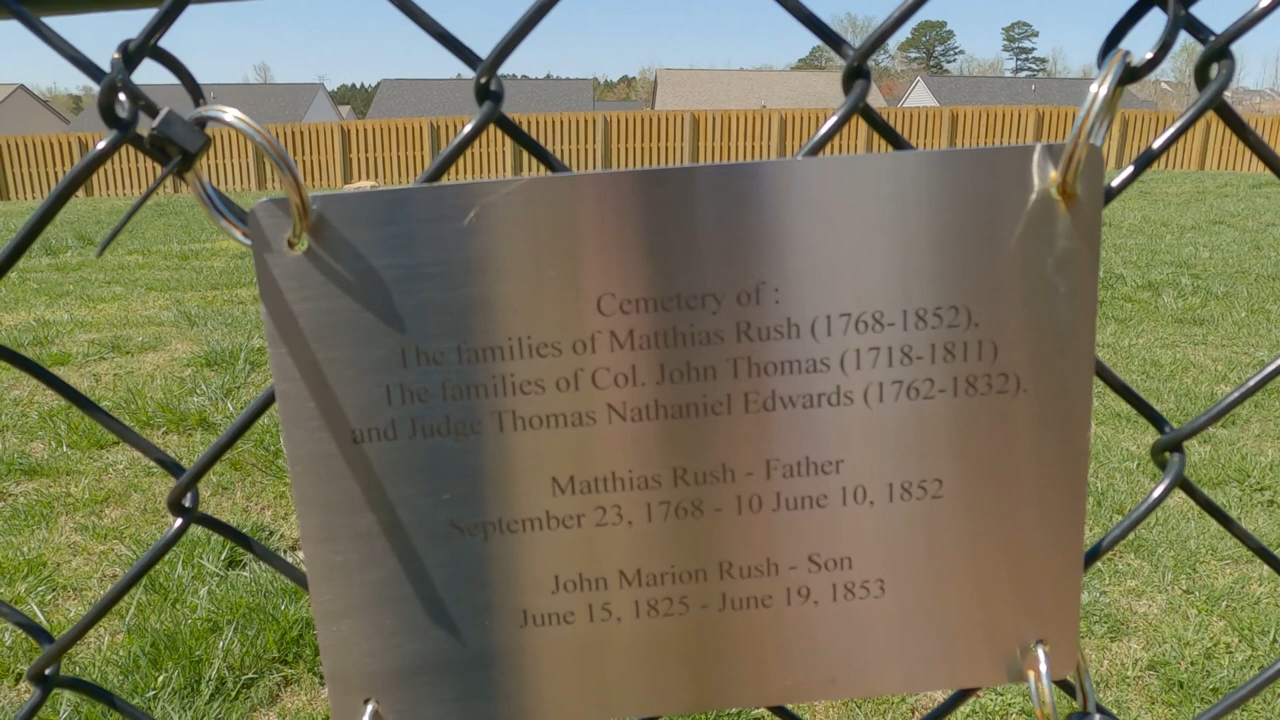 Cemetery of :
The families of Matthias Rush (1768-1852),
The families of Col. John Thomas (1718-1811)
and Judge Thomas Nathaniel Edwards (1762-1832).
Matthias Rush - Father
September 23, 1768 - 10 June 10, 1852
John Marion Rush - Son
June 15, 1825 - June 19, 1853